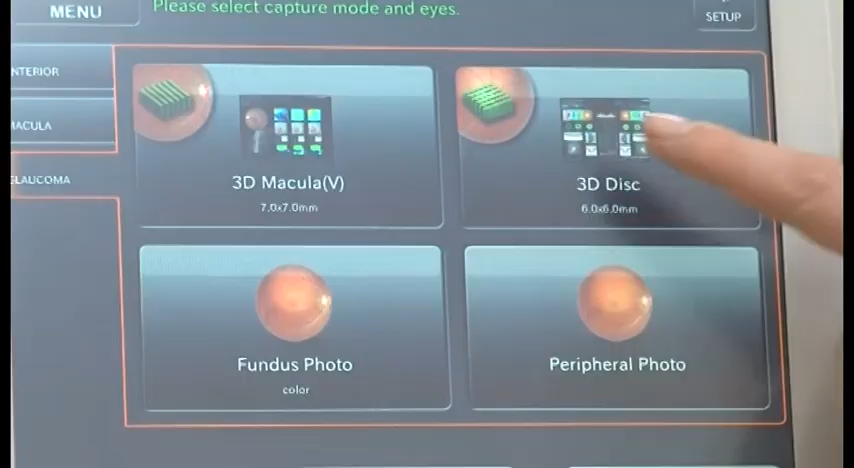 MENU
Please select capture mode and eyes.
SETUP
NTERIOR
MACULA
LAUCOMA
3D Macula(V)
7.0x7.0mm
3D Disc
6.0x6.0mm
Fundus Photo
color
Peripheral Photo